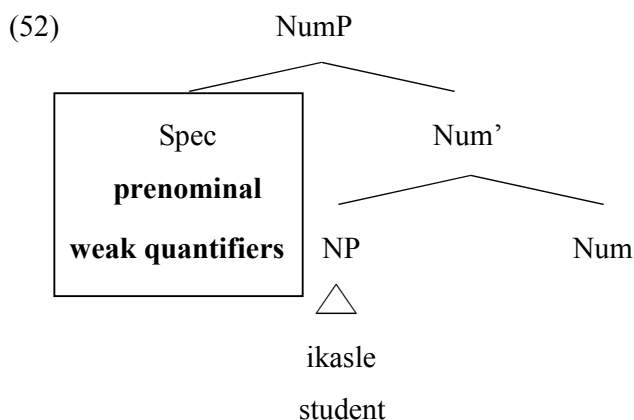 (52) NumP
Spec Num’
prenominal
weak quantifiers NP Num
ikasle
student